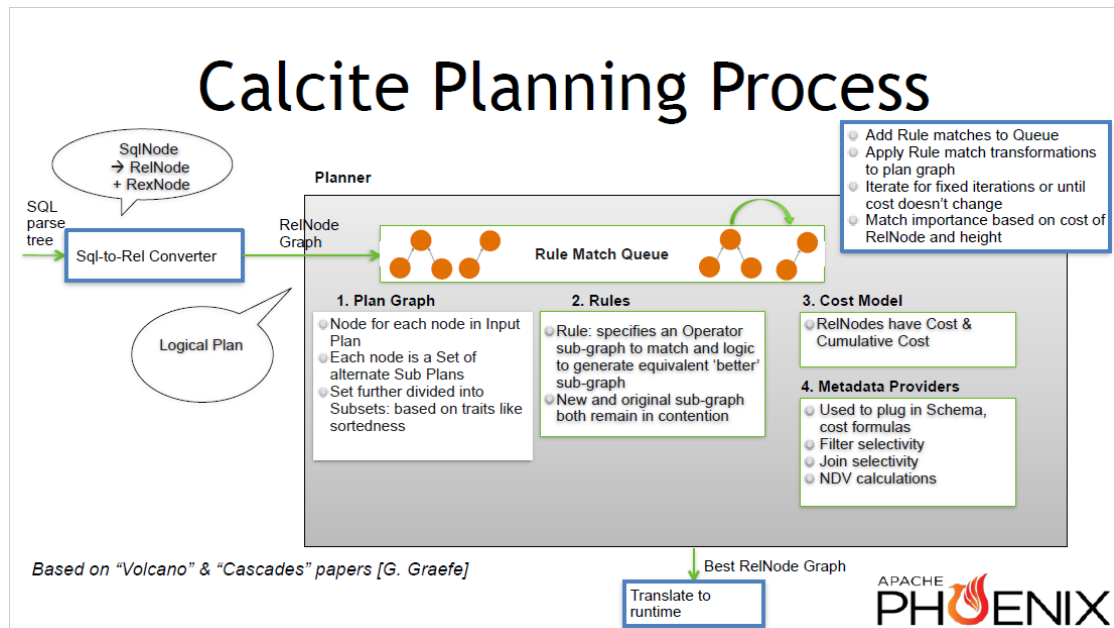 Calcite Planning Process
SqlNode
→ RelNode
+ RexNode
SQL
parse
tree
Sql-to-Rel Converter
RelNode
Graph
Logical Plan
Planner
Rule Match Queue
Add Rule matches to Queue
Apply Rule match transformations
to plan graph
Iterate for fixed iterations or until
cost doesn’t change
Match importance based on cost of
RelNode and height
1. Plan Graph
Node for each node in Input
Plan
Each node is a Set of
alternate Sub Plans
Set further divided into
Subsets: based on traits like
sortedness
2. Rules
Rule: specifies an Operator
sub-graph to match and logic
to generate equivalent ‘better’
sub-graph
New and original sub-graph
both remain in contention
3. Cost Model
RelNodes have Cost &
Cumulative Cost
4. Metadata Providers
Used to plug in Schema,
cost formulas
Filter selectivity
Join selectivity
NDV calculations
Based on “Volcano” & “Cascades” papers [G. Graefe]
Best RelNode Graph
Translate to
runtime
APACHE
PHOENIX